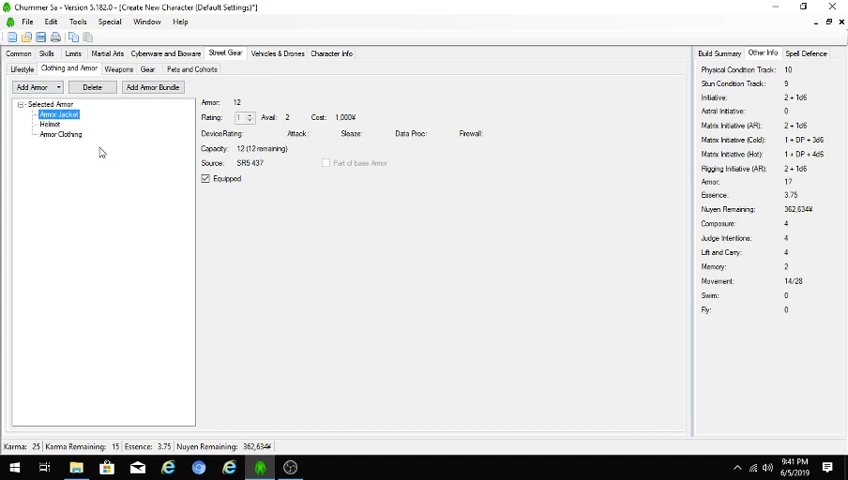 Chummer 5a - Version 5.182.0 - [Create New Character (Default Settings)*]
File Edit Tools Special Window Help
Common Skills Limits Martial Arts Cyberware and Bioware Street Gear Vehicles & Drones Character Info
Build Summary Other Info Spell Defence
Lifestyle Clothing and Armor Weapons Gear Pets and Cohorts
Add Armor Delete Add Armor Bundle
Selected Armor
Armor Jacket
Helmet
Armor Clothing
Armor: 12
Rating: 1 Avail: 2 Cost: 1,000¥
DeviceRating: Attack: Sleaze: Data Proc: Firewall:
Capacity: 12 (12 remaining)
Source: SR5 437 Part of base Armor
Equipped
Physical Condition Track: 10
Stun Condition Track: 9
Initiative: 2 + 1d6
Astral Initiative: 0
Matrix Initiative (AR): 2 + 1d6
Matrix Initiative (Cold): 1 + DP + 3d6
Matrix Initiative (Hot): 1 + DP + 4d6
Rigging Initiative (AR): 2 + 1d6
Armor: 17
Essence: 3.75
Nuyen Remaining: 362,634¥
Composure: 4
Judge Intentions: 4
Lift and Carry: 4
Memory: 2
Movement: 14/28
Swim: 0
Fly: 0
Karma: 25 Karma Remaining: 15 Essence: 3.75 Nuyen Remaining: 362,634¥
9:41 PM
6/5/2019